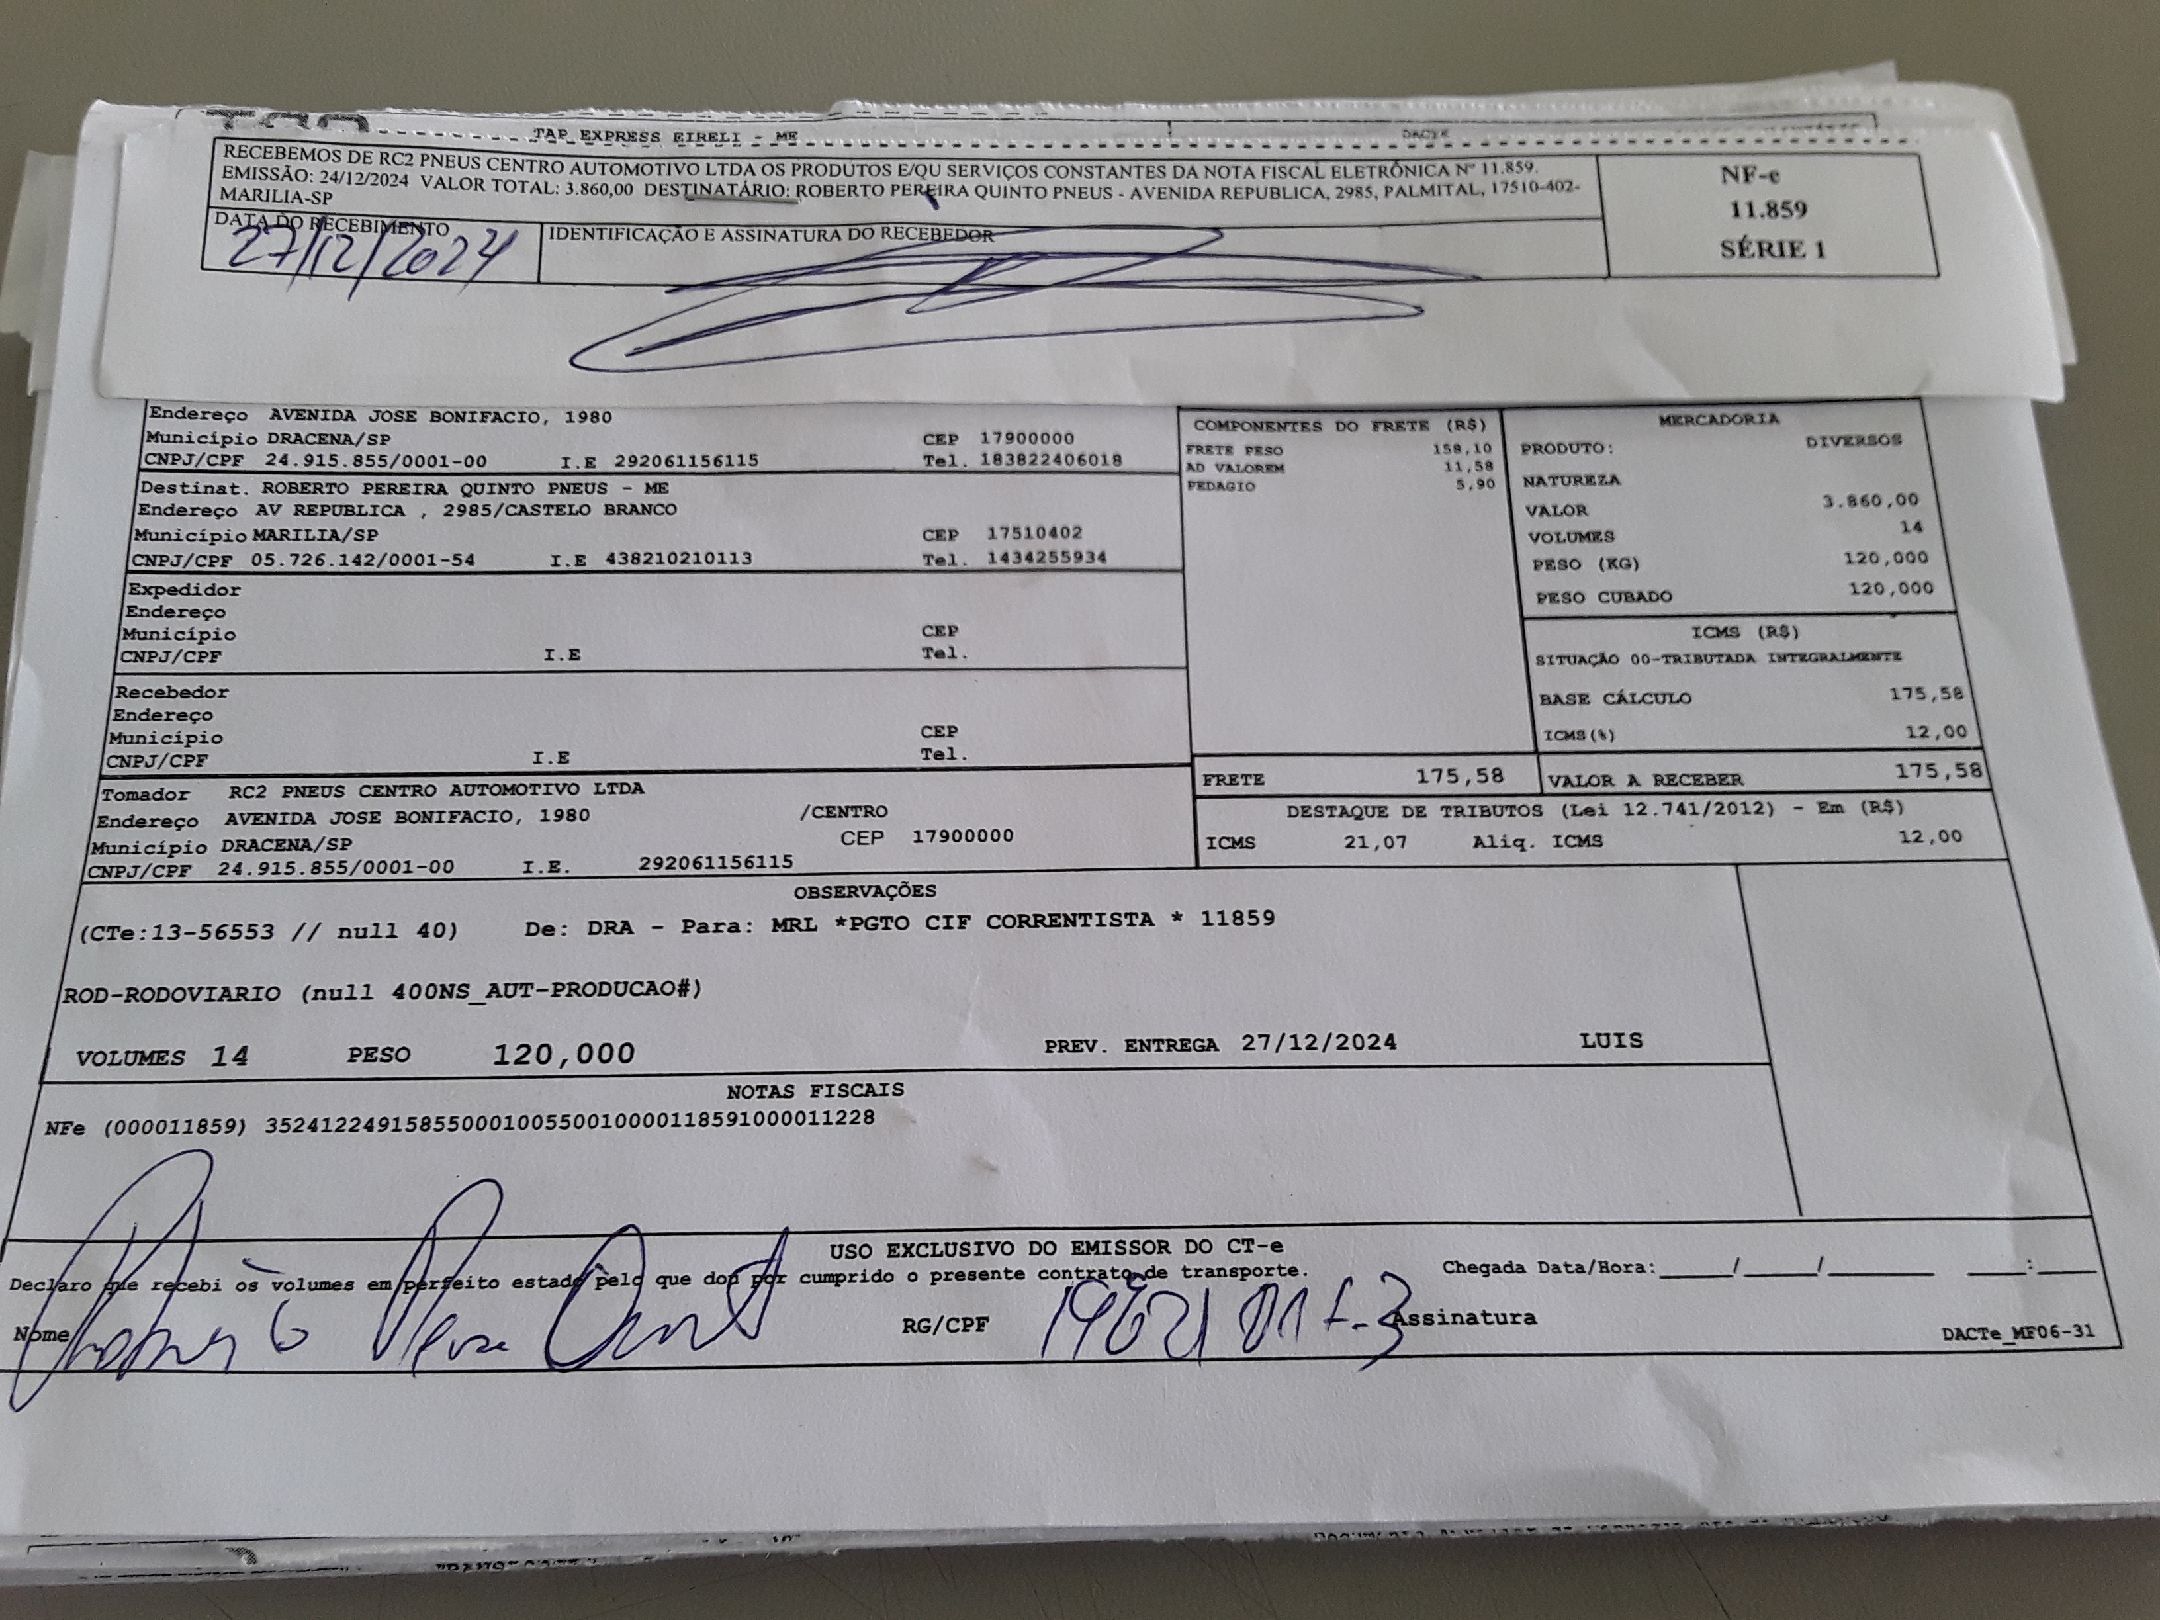 TAP EXPRESS EIRELI - ME DACTE
RECEBEMOS DE RC2 PNEUS CENTRO AUTOMOTIVO LTDA OS PRODUTOS E/OU SERVIÇOS CONSTANTES DA NOTA FISCAL ELETRÔNICA Nº 11.859.
EMISSÃO: 24/12/2024 VALOR TOTAL: 3.860,00 DESTINATÁRIO: ROBERTO PEREIRA QUINTO PNEUS - AVENIDA REPUBLICA, 2985, PALMITAL, 17510-402-
MARILIA-SP
NF-e
11.859
SÉRIE 1
DATA DO RECEBIMENTO
27/12/2024
IDENTIFICAÇÃO E ASSINATURA DO RECEBEDOR
Endereço AVENIDA JOSE BONIFACIO, 1980
Município DRACENA/SP CEP 17900000
CNPJ/CPF 24.915.855/0001-00 I.E 292061156115 Tel. 183822406018
Destinat. ROBERTO PEREIRA QUINTO PNEUS - ME
Endereço AV REPUBLICA , 2985/CASTELO BRANCO
Município MARILIA/SP CEP 17510402
CNPJ/CPF 05.726.142/0001-54 I.E 438210210113 Tel. 1434255934
Expedidor
Endereço
Município CEP
CNPJ/CPF I.E Tel.
Recebedor
Endereço
Município CEP
CNPJ/CPF I.E Tel.
Tomador RC2 PNEUS CENTRO AUTOMOTIVO LTDA
Endereço AVENIDA JOSE BONIFACIO, 1980 /CENTRO
Município DRACENA/SP CEP 17900000
CNPJ/CPF 24.915.855/0001-00 I.E. 292061156115
COMPONENTES DO FRETE (R$)
FRETE PESO 158,10
AD VALOREM 11,58
PEDAGIO 5,90
FRETE 175,58
MERCADORIA
PRODUTO: DIVERSOS
NATUREZA
VALOR 3.860,00
VOLUMES 14
PESO (KG) 120,000
PESO CUBADO 120,000
ICMS (R$)
SITUAÇÃO 00-TRIBUTADA INTEGRALMENTE
BASE CÁLCULO 175,58
ICMS(%) 12,00
VALOR A RECEBER 175,58
DESTAQUE DE TRIBUTOS (Lei 12.741/2012) - Em (R$)
ICMS 21,07 Aliq. ICMS 12,00
OBSERVAÇÕES
(CTe:13-56553 // null 40) De: DRA - Para: MRL *PGTO CIF CORRENTISTA * 11859
ROD-RODOVIARIO (null 400NS_AUT-PRODUCAO#)
VOLUMES 14 PESO 120,000 PREV. ENTREGA 27/12/2024 LUIS
NOTAS FISCAIS
NFe (000011859) 35241224915855000100550010000118591000011228
USO EXCLUSIVO DO EMISSOR DO CT-e
Declaro que recebi os volumes em perfeito estado pelo que dou por cumprido o presente contrato de transporte. Chegada Data/Hora:____/____/____ __:__
Nome RG/CPF Assinatura
DACTe_MF06-31